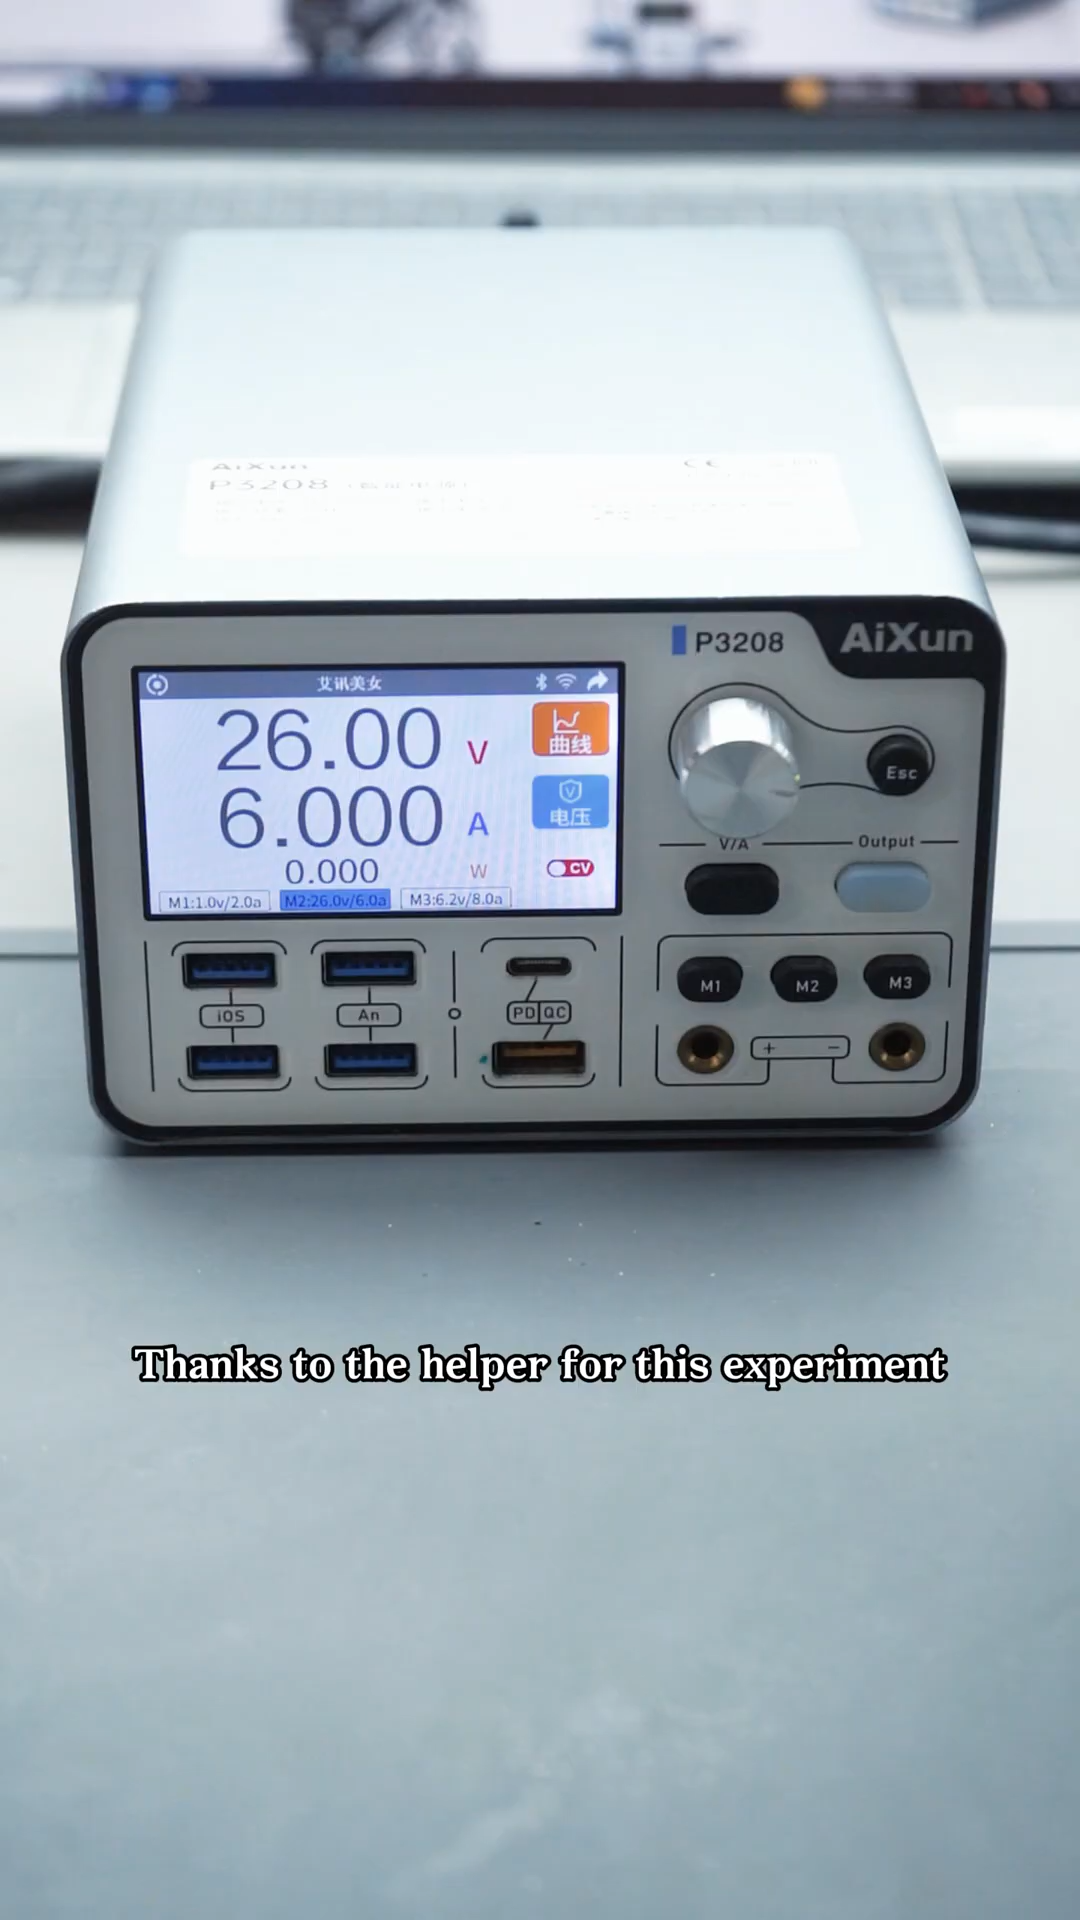 AiXun
P3208
P3208
AiXun
艾讯美女
26.00 V
曲线
6.000 A
电压
0.000 W
CV
M1:1.0v/2.0a
M2:26.0v/6.0a
M3:6.2v/8.0a
Esc
V/A
Output
iOS
An
PD QC
M1
M2
M3
+ −
Thanks to the helper for this experiment